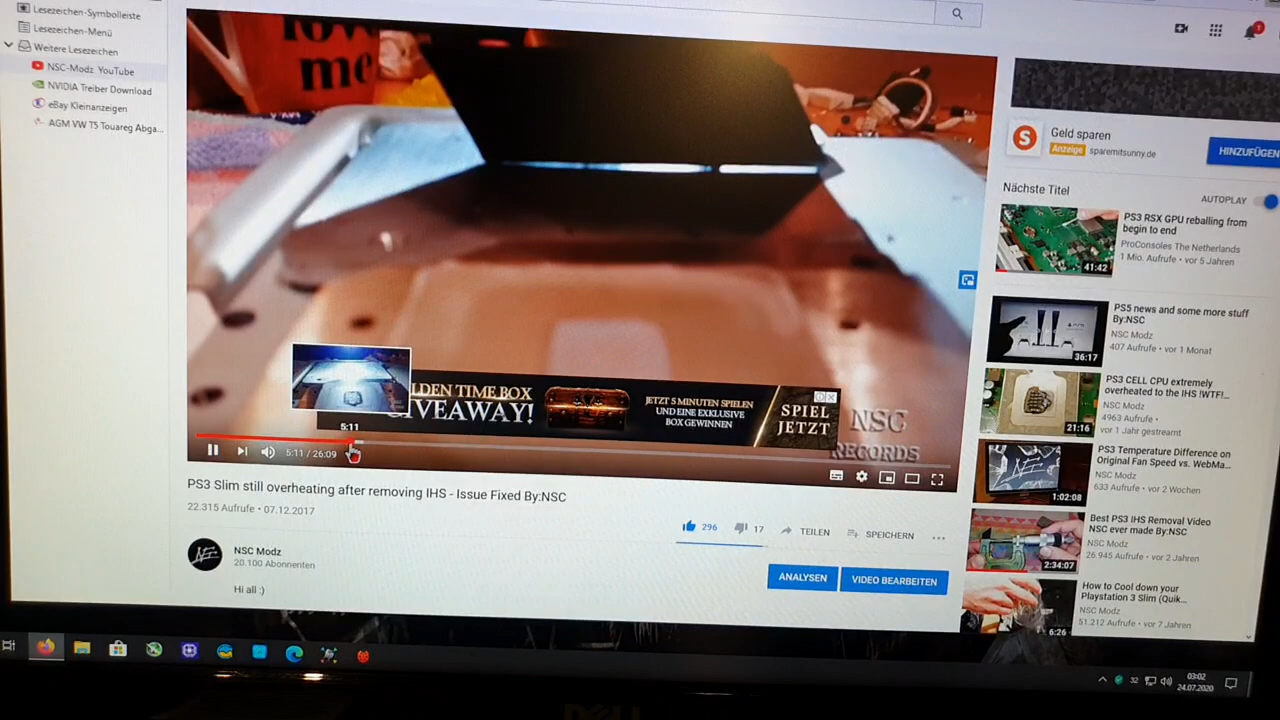 Lesezeichen-Symbolleiste
Lesezeichen-Menü
Weitere Lesezeichen
NSC-Modz YouTube
NVIDIA Treiber Download
eBay Kleinanzeigen
AGM VW T5 Touareg Abga...
me
LDEN TIME BOX
VEAWAY!
JETZT 5 MINUTEN SPIELEN
UND EINE EXKLUSIVE
BOX GEWINNEN
SPIEL
JETZT
NSC
RECORDS
5:11
5:11 / 26:09
PS3 Slim still overheating after removing IHS - Issue Fixed By:NSC
22.315 Aufrufe • 07.12.2017
296
17
TEILEN
SPEICHERN
NSC Modz
20.100 Abonnenten
ANALYSEN
VIDEO BEARBEITEN
Hi all :)
1
S
Geld sparen
Anzeige sparemitsunny.de
HINZUFÜGEN
Nächste Titel
AUTOPLAY
41:42
PS3 RSX GPU reballing from
begin to end
ProConsoles The Netherlands
1 Mio. Aufrufe • vor 5 Jahren
36:17
PS5 news and some more stuff
By:NSC
NSC Modz
407 Aufrufe • vor 1 Monat
21:16
PS3 CELL CPU extremely
overheated to the IHS !WTF!...
NSC Modz
4963 Aufrufe •
vor 1 Jahr gestreamt
1:02:08
PS3 Temperature Difference on
Original Fan Speed vs. WebMa...
NSC Modz
633 Aufrufe • vor 2 Wochen
2:34:07
Best PS3 IHS Removal Video
NSC ever made By:NSC
NSC Modz
26.945 Aufrufe • vor 2 Jahren
6:26
How to Cool down your
Playstation 3 Slim (Quik...
NSC Modz
51.212 Aufrufe • vor 7 Jahren
32
03:02
24.07.2020
DELL